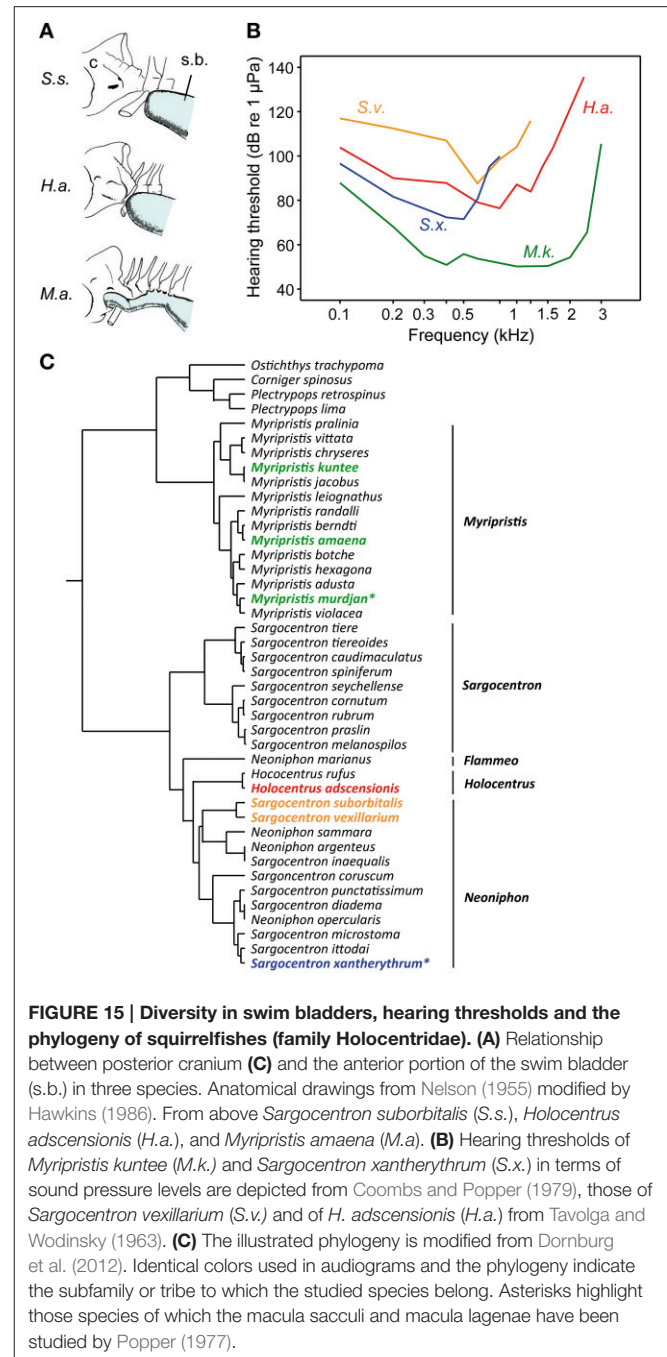 A
S.s.
C
s.b.
H.a.
M.a.
B
Hearing threshold (dB re 1 µPa)
140
120
100
80
60
40
S.v.
H.a.
S.x.
M.k.
0.1 0.2 0.3 0.5 1 1.5 2 3
Frequency (kHz)
C
Ostichthys trachypoma
Corniger spinosus
Plectrypops retrospinus
Plectrypops lima
Myripristis pralinia
Myripristis vittata
Myripristis chryseres
Myripristis kuntee
Myripristis jacobus
Myripristis leiognathus
Myripristis randalli
Myripristis berndti
Myripristis amaena
Myripristis botche
Myripristis hexagona
Myripristis adusta
Myripristis murdjan*
Myripristis violacea
Myripristis
Sargocentron tiere
Sargocentron tiereoides
Sargocentron caudimaculatus
Sargocentron spiniferum
Sargocentron seychellense
Sargocentron cornutum
Sargocentron rubrum
Sargocentron praslin
Sargocentron melanospilos
Sargocentron
Neoniphon marianus
Flammeo
Hococentrus rufus
Holocentrus adscensionis
Holocentrus
Sargocentron suborbitalis
Sargocentron vexillarium
Neoniphon sammara
Neoniphon argenteus
Sargocentron inaequalis
Sargoncentron coruscum
Sargocentron punctatissimum
Sargocentron diadema
Neoniphon opercularis
Sargocentron microstoma
Sargocentron ittodai
Sargocentron xantherythrum*
Neoniphon
FIGURE 15 | Diversity in swim bladders, hearing thresholds and the
phylogeny of squirrelfishes (family Holocentridae). (A) Relationship
between posterior cranium (C) and the anterior portion of the swim bladder
(s.b.) in three species. Anatomical drawings from Nelson (1955) modified by
Hawkins (1986). From above Sargocentron suborbitalis (S.s.), Holocentrus
adscensionis (H.a.), and Myripristis amaena (M.a). (B) Hearing thresholds of
Myripristis kuntee (M.k.) and Sargocentron xantherythrum (S.x.) in terms of
sound pressure levels are depicted from Coombs and Popper (1979), those of
Sargocentron vexillarium (S.v.) and of H. adscensionis (H.a.) from Tavolga and
Wodinsky (1963). (C) The illustrated phylogeny is modified from Dornburg
et al. (2012). Identical colors used in audiograms and the phylogeny indicate
the subfamily or tribe to which the studied species belong. Asterisks highlight
those species of which the macula sacculi and macula lagenae have been
studied by Popper (1977).